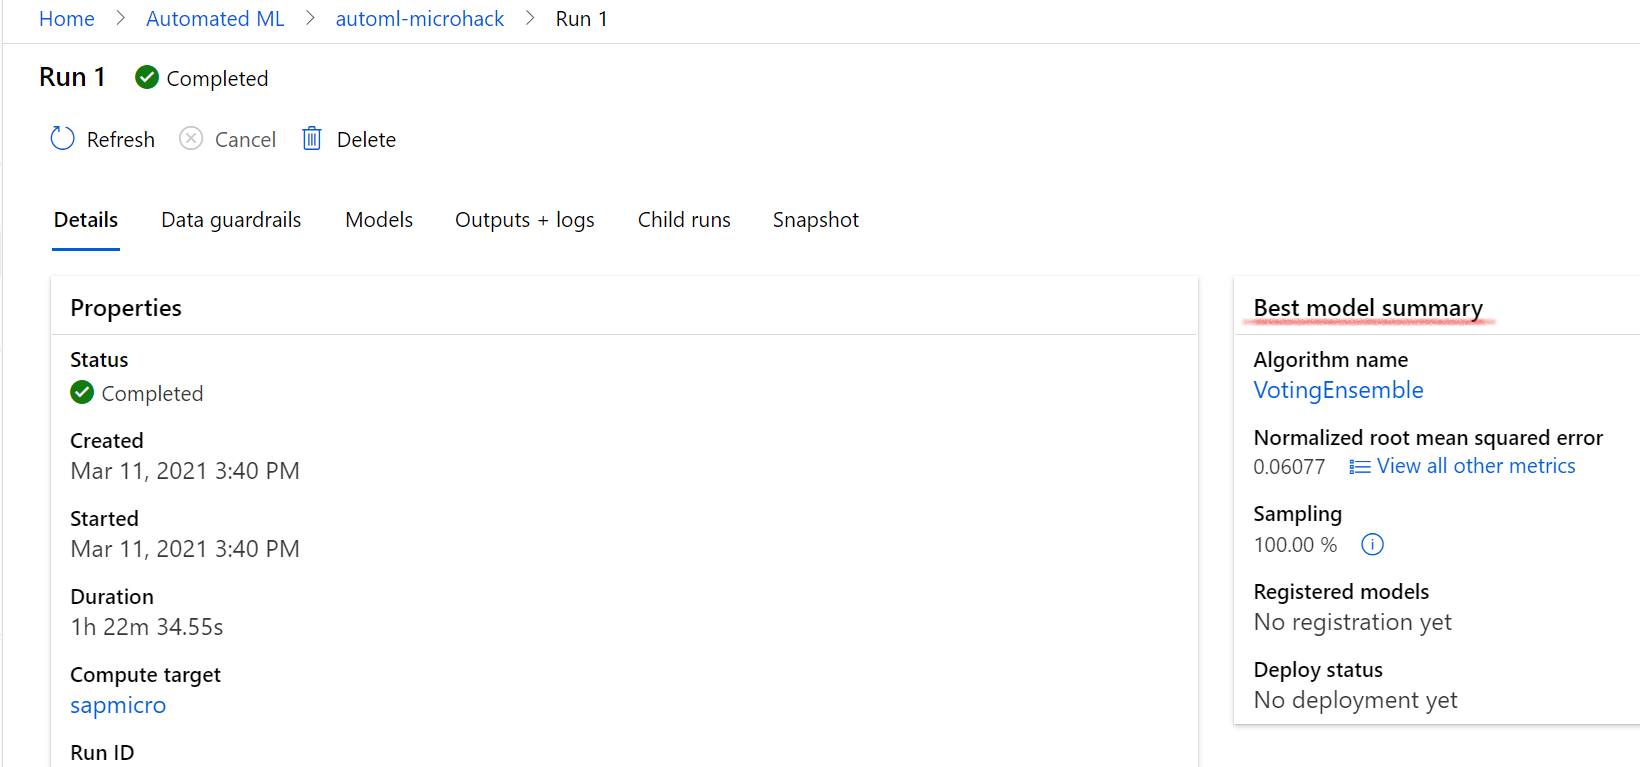 Home > Automated ML > automl-microhack > Run 1
Run 1 Completed
Refresh Cancel Delete
Details Data guardrails Models Outputs + logs Child runs Snapshot
Properties
Status
Completed
Created
Mar 11, 2021 3:40 PM
Started
Mar 11, 2021 3:40 PM
Duration
1h 22m 34.55s
Compute target
sapmicro
Run ID
Best model summary
Algorithm name
VotingEnsemble
Normalized root mean squared error
0.06077 View all other metrics
Sampling
100.00 %
Registered models
No registration yet
Deploy status
No deployment yet